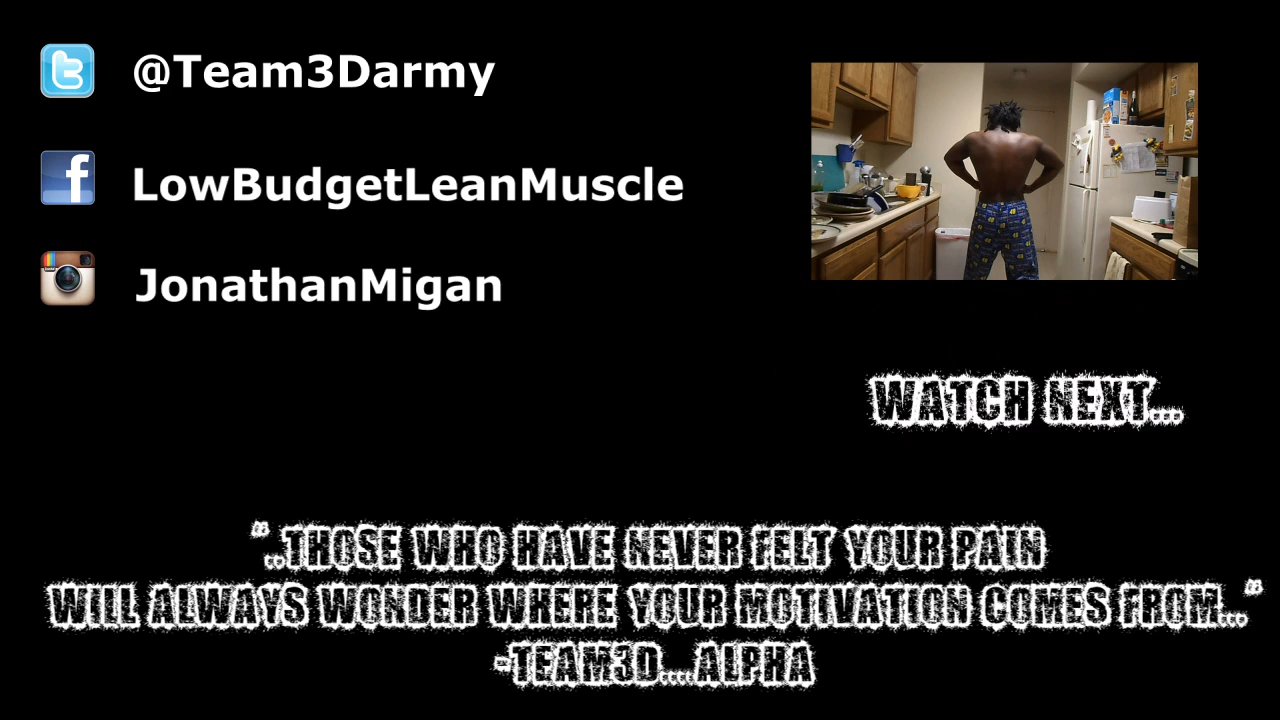 @Team3Darmy
LowBudgetLeanMuscle
JonathanMigan
WATCH NEXT...
"..THOSE WHO HAVE NEVER FELT YOUR PAIN
WILL ALWAYS WONDER WHERE YOUR MOTIVATION COMES FROM..."
-TEAM3D....ALPHA